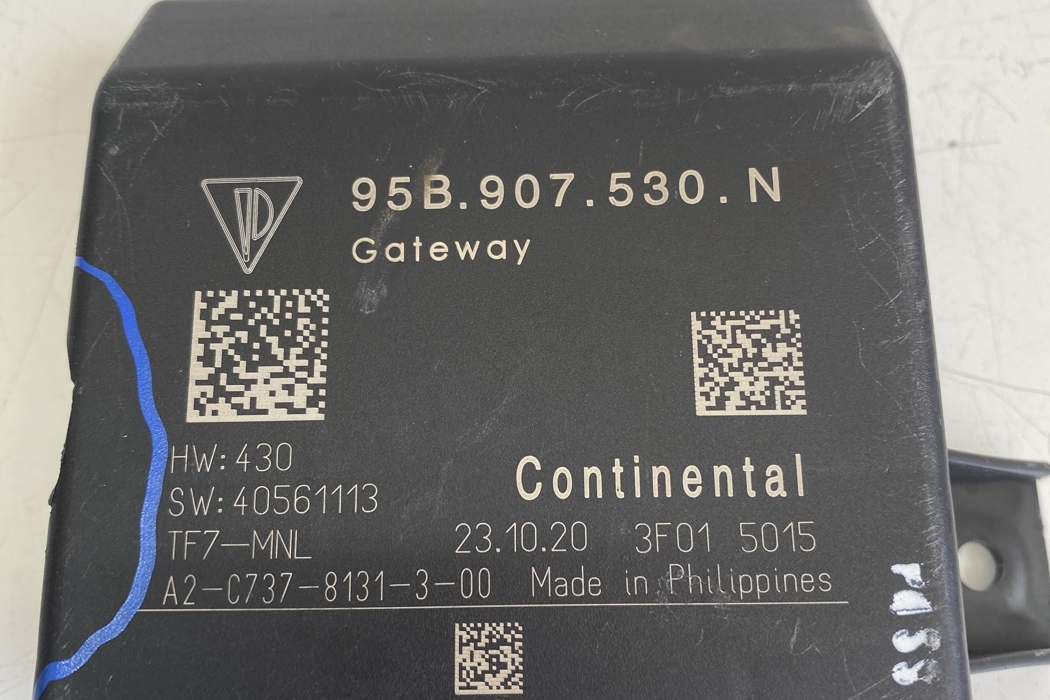 95B.907.530.N
Gateway
HW: 430
SW: 40561113
Continental
TF7-MNL 23.10.20 3F01 5015
A2-C737-8131-3-00 Made in Philippines